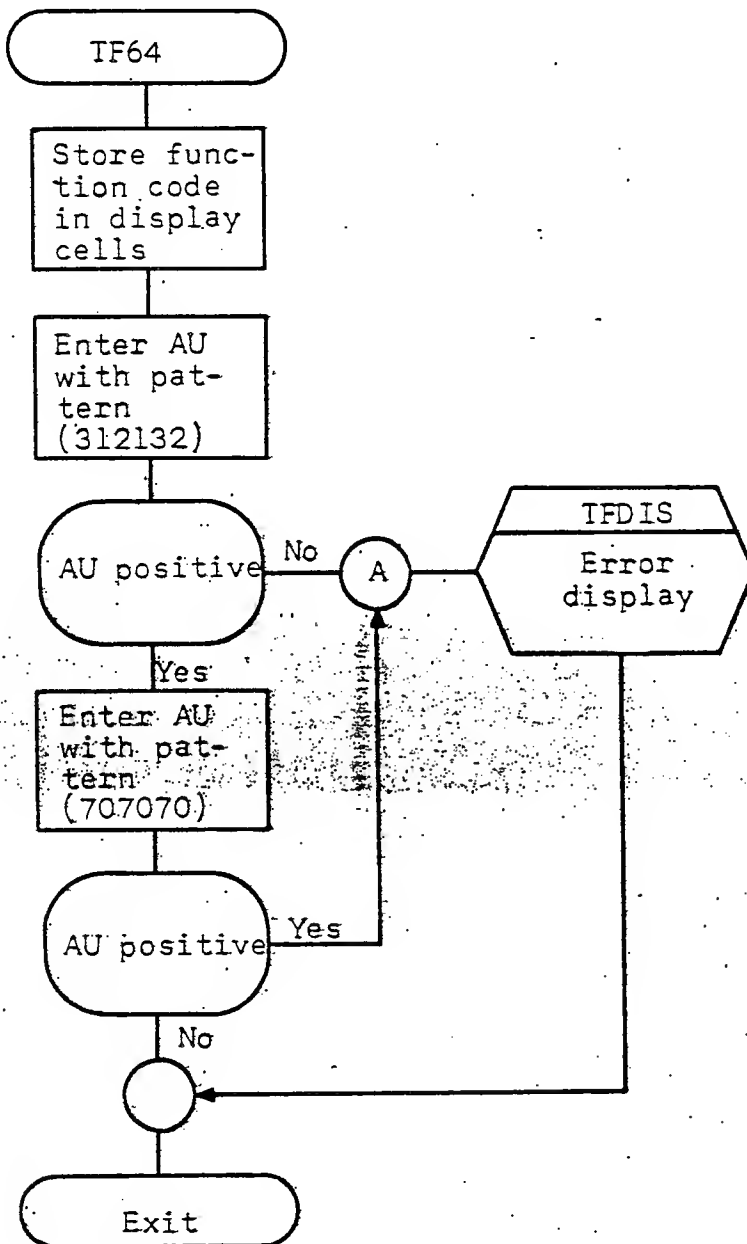 TF64
Store func-
tion code
in display
cells
Enter AU
with pat-
tern
(312132)
AU positive
No
A
TFDIS
Error
display
Yes
Enter AU
with pat-
tern
(707070)
AU positive
Yes
No
Exit